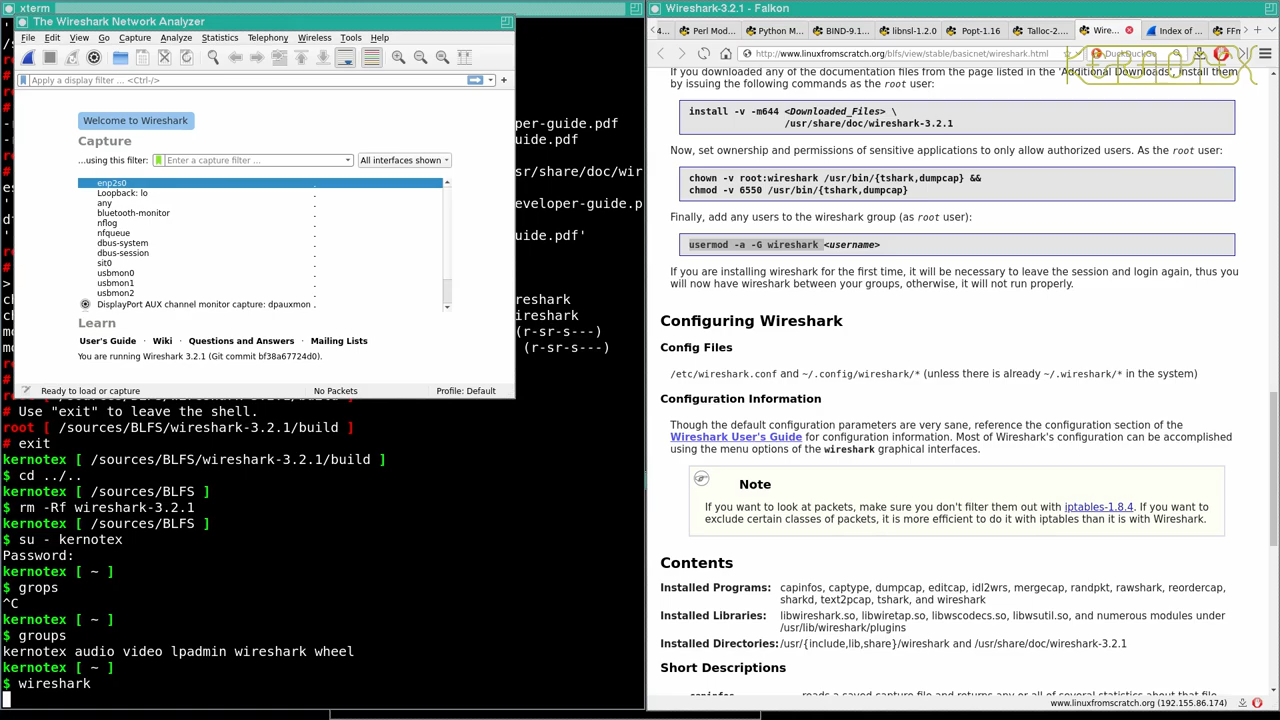 xterm
The Wireshark Network Analyzer
File Edit View Go Capture Analyze Statistics Telephony Wireless Tools Help
Apply a display filter ... <Ctrl-/>
Welcome to Wireshark
Capture
...using this filter:
Enter a capture filter ...
All interfaces shown
enp2s0
Loopback: lo
any
bluetooth-monitor
nflog
nfqueue
dbus-system
dbus-session
sit0
usbmon0
usbmon1
usbmon2
DisplayPort AUX channel monitor capture: dpauxmon
Learn
User's Guide · Wiki · Questions and Answers · Mailing Lists
You are running Wireshark 3.2.1 (Git commit bf38a67724d0).
Ready to load or capture
No Packets
Profile: Default
per-guide.pdf
uide.pdf
sr/share/doc/wir
eveloper-guide.p
uide.pdf'
ireshark
ireshark
(r-sr-s---)
(r-sr-s---)
# Use "exit" to leave the shell.
root [ /sources/BLFS/wireshark-3.2.1/build ]
# exit
kernotex [ /sources/BLFS/wireshark-3.2.1/build ]
$ cd ../..
kernotex [ /sources/BLFS ]
$ rm -Rf wireshark-3.2.1
kernotex [ /sources/BLFS ]
$ su - kernotex
Password:
kernotex [ ~ ]
$ grops
^C
kernotex [ ~ ]
$ groups
kernotex audio video lpadmin wireshark wheel
kernotex [ ~ ]
$ wireshark
Wireshark-3.2.1 - Falkon
4... Perl Mod... Python M... BIND-9.1... libnsl-1.2.0 Popt-1.16 Talloc-2... Wire... Index of ... FFn
http://www.linuxfromscratch.org/blfs/view/stable/basicnet/wireshark.html
DuckDuckGo
KERNOTEX
If you downloaded any of the documentation files from the page listed in the 'Additional Downloads', install them
by issuing the following commands as the root user:
install -v -m644 <Downloaded_Files> \
/usr/share/doc/wireshark-3.2.1
Now, set ownership and permissions of sensitive applications to only allow authorized users. As the root user:
chown -v root:wireshark /usr/bin/{tshark,dumpcap} &&
chmod -v 6550 /usr/bin/{tshark,dumpcap}
Finally, add any users to the wireshark group (as root user):
usermod -a -G wireshark <username>
If you are installing wireshark for the first time, it will be necessary to leave the session and login again, thus you
will now have wireshark between your groups, otherwise, it will not run properly.
Configuring Wireshark
Config Files
/etc/wireshark.conf and ~/.config/wireshark/* (unless there is already ~/.wireshark/* in the system)
Configuration Information
Though the default configuration parameters are very sane, reference the configuration section of the
Wireshark User's Guide for configuration information. Most of Wireshark's configuration can be accomplished
using the menu options of the wireshark graphical interfaces.
Note
If you want to look at packets, make sure you don't filter them out with iptables-1.8.4. If you want to
exclude certain classes of packets, it is more efficient to do it with iptables than it is with Wireshark.
Contents
Installed Programs: capinfos, captype, dumpcap, editcap, idl2wrs, mergecap, randpkt, rawshark, reordercap,
sharkd, text2pcap, tshark, and wireshark
Installed Libraries: libwireshark.so, libwiretap.so, libwscodecs.so, libwsutil.so, and numerous modules under
/usr/lib/wireshark/plugins
Installed Directories: /usr/{include,lib,share}/wireshark and /usr/share/doc/wireshark-3.2.1
Short Descriptions
www.linuxfromscratch.org (192.155.86.174)